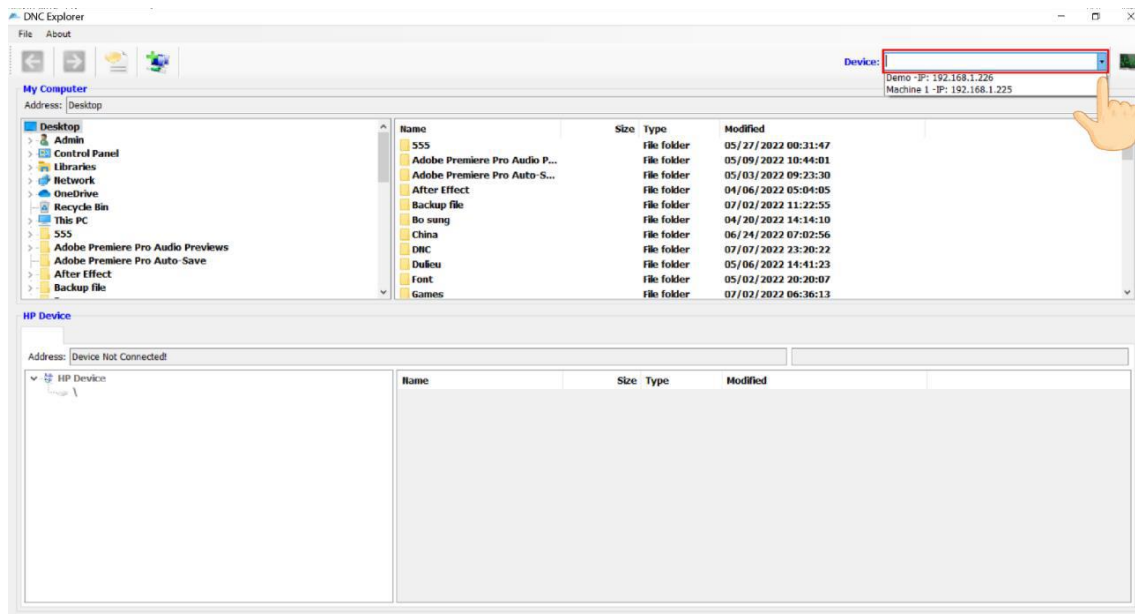 DNC Explorer
File About
Device:
Demo -IP: 192.168.1.226
Machine 1 -IP: 192.168.1.225
My Computer
Address: Desktop
Desktop
Admin
Control Panel
Libraries
Network
OneDrive
Recycle Bin
This PC
555
Adobe Premiere Pro Audio Previews
Adobe Premiere Pro Auto-Save
After Effect
Backup file
Name Size Type Modified
555 File folder 05/27/2022 00:31:47
Adobe Premiere Pro Audio P... File folder 05/09/2022 10:44:01
Adobe Premiere Pro Auto-S... File folder 05/03/2022 09:23:30
After Effect File folder 04/06/2022 05:04:05
Backup file File folder 07/02/2022 11:22:55
Bo sung File folder 04/20/2022 14:14:10
China File folder 06/24/2022 07:02:56
DNC File folder 07/07/2022 23:20:22
Dulieu File folder 05/06/2022 14:41:23
Font File folder 05/02/2022 20:20:07
Games File folder 07/02/2022 06:36:13
HP Device
Address: Device Not Connected!
HP Device
\
Name Size Type Modified